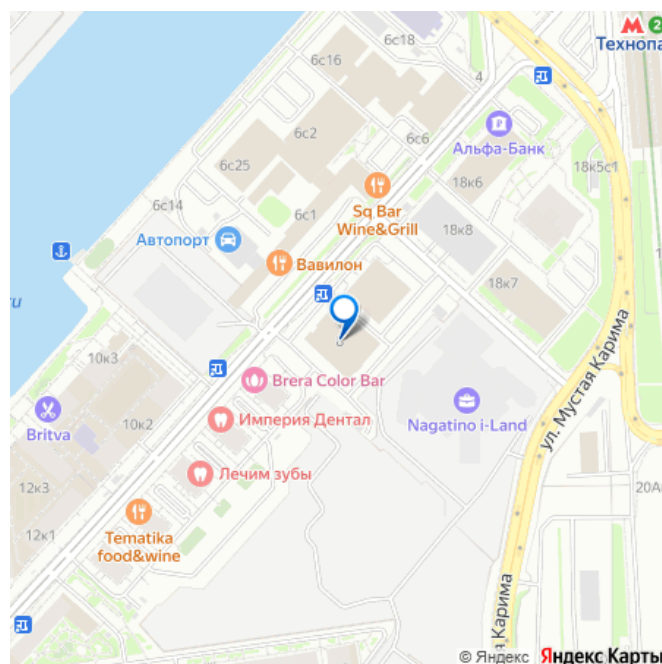 6с18
6с16
4
2
Технопа
6с2
6с6
Альфа-Банк
6с25
18к5с1
18к6
6с14
6с1
Sq Bar
Wine&Grill
18к8
Автопорт
Вавилон
18к7
ул. Мустая Карима
10к3
Brera Color Bar
Britva
10к2
Империя Дентал
Nagatino i-Land
Лечим зубы
12к3
20А
12к1
Tematika
food&wine
а Карима
© Яндекс Яндекс Карты